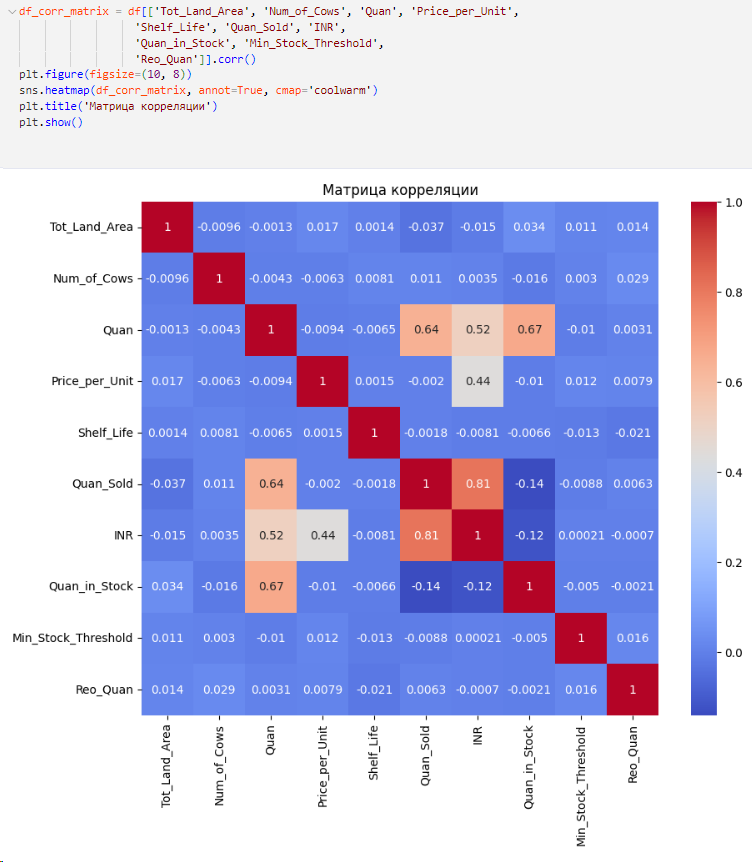 df_corr_matrix = df[['Tot_Land_Area', 'Num_of_Cows', 'Quan', 'Price_per_Unit',
'Shelf_Life', 'Quan_Sold', 'INR',
'Quan_in_Stock', 'Min_Stock_Threshold',
'Reo_Quan']].corr()
plt.figure(figsize=(10, 8))
sns.heatmap(df_corr_matrix, annot=True, cmap='coolwarm')
plt.title('Матрица корреляции')
plt.show()
Матрица корреляции
Tot_Land_Area 1 -0.0096 -0.0013 0.017 0.0014 -0.037 -0.015 0.034 0.011 0.014
Num_of_Cows -0.0096 1 -0.0043 -0.0063 0.0081 0.011 0.0035 -0.016 0.003 0.029
Quan -0.0013 -0.0043 1 -0.0094 -0.0065 0.64 0.52 0.67 -0.01 0.0031
Price_per_Unit 0.017 -0.0063 -0.0094 1 0.0015 -0.002 0.44 -0.01 0.012 0.0079
Shelf_Life 0.0014 0.0081 -0.0065 0.0015 1 -0.0018 -0.0081 -0.0066 -0.013 -0.021
Quan_Sold -0.037 0.011 0.64 -0.002 -0.0018 1 0.81 -0.14 -0.0088 0.0063
INR -0.015 0.0035 0.52 0.44 -0.0081 0.81 1 -0.12 0.00021 -0.0007
Quan_in_Stock 0.034 -0.016 0.67 -0.01 -0.0066 -0.14 -0.12 1 -0.005 -0.0021
Min_Stock_Threshold 0.011 0.003 -0.01 0.012 -0.013 -0.0088 0.00021 -0.005 1 0.016
Reo_Quan 0.014 0.029 0.0031 0.0079 -0.021 0.0063 -0.0007 -0.0021 0.016 1
Tot_Land_Area
Num_of_Cows
Quan
Price_per_Unit
Shelf_Life
Quan_Sold
INR
Quan_in_Stock
Min_Stock_Threshold
Reo_Quan
1.0
0.8
0.6
0.4
0.2
0.0